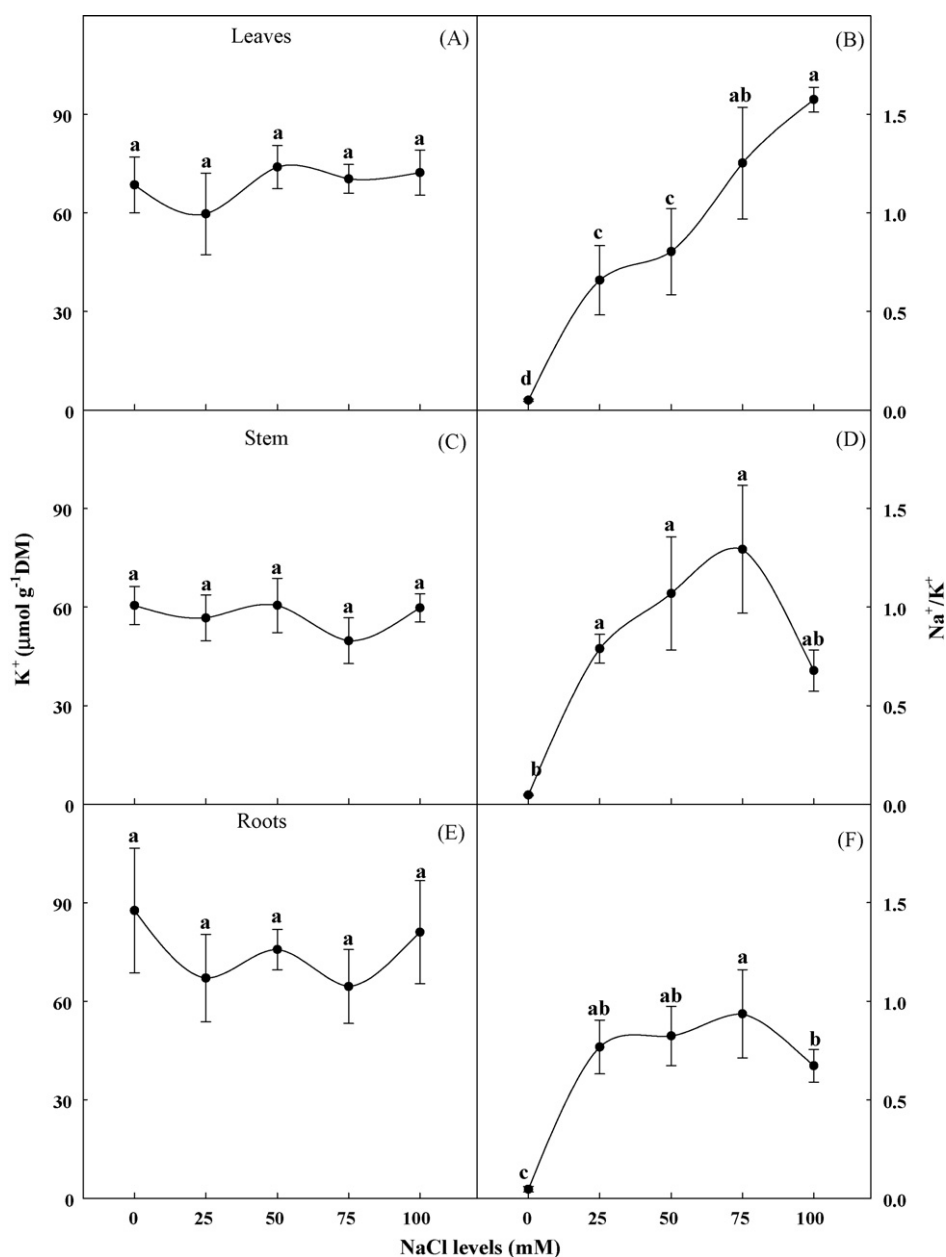 Leaves (A)
(B)
a a a a a
d c c ab a
90
60
30
0
1.5
1.0
0.5
0.0
Stem (C)
(D)
a a a a a
b a a a ab
90
60
30
0
1.5
1.0
0.5
0.0
K+ (µmol g-1DM)
Na+/K+
Roots (E)
(F)
a a a a a
c ab ab a b
90
60
30
0
1.5
1.0
0.5
0.0
0 25 50 75 100
0 25 50 75 100
NaCl levels (mM)